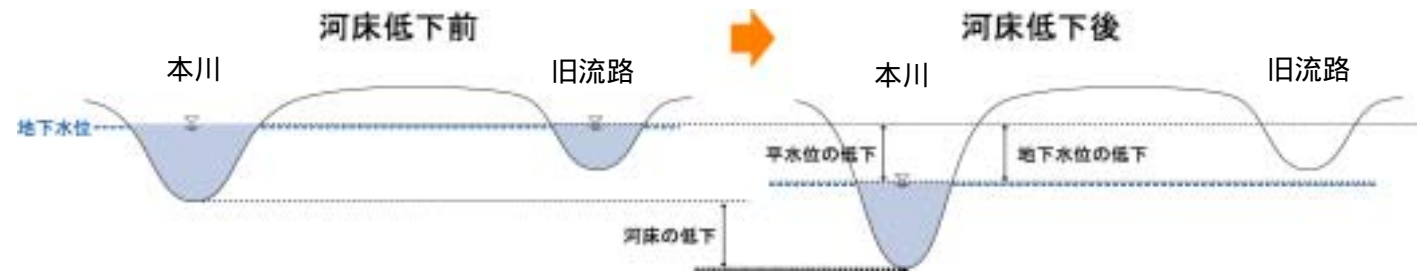 河床低下前
河床低下後
本川
旧流路
本川
旧流路
地下水位
平水位の低下
地下水位の低下
河床の低下